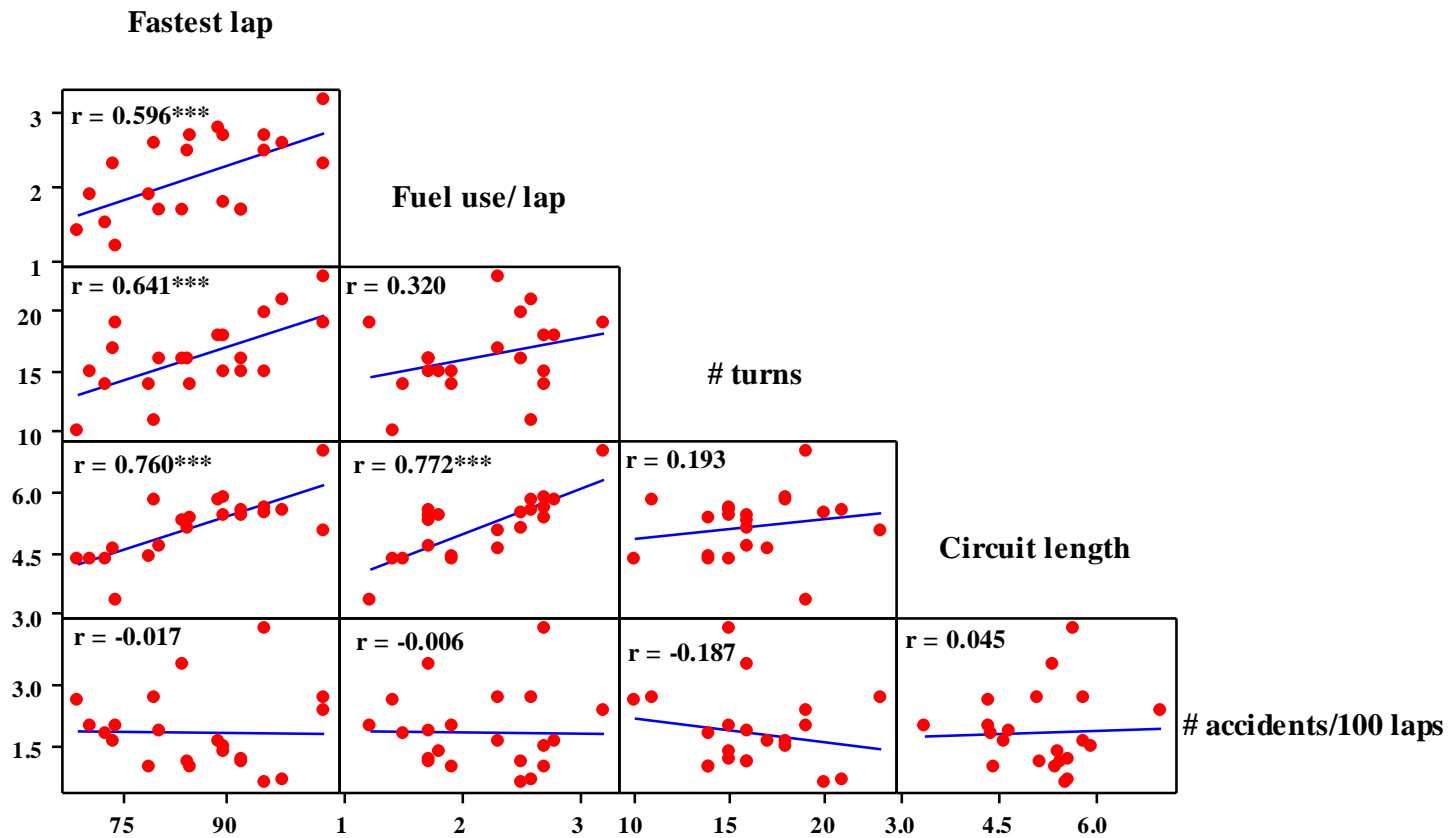 Fastest lap
3
2
1
r = 0.596***
Fuel use/ lap
20
15
10
r = 0.641***
r = 0.320
# turns
6.0
4.5
3.0
r = 0.760***
r = 0.772***
r = 0.193
Circuit length
3.0
1.5
r = -0.017
r = -0.006
r = -0.187
r = 0.045
# accidents/100 laps
75 90 1 2 3 10 15 20 3.0 4.5 6.0